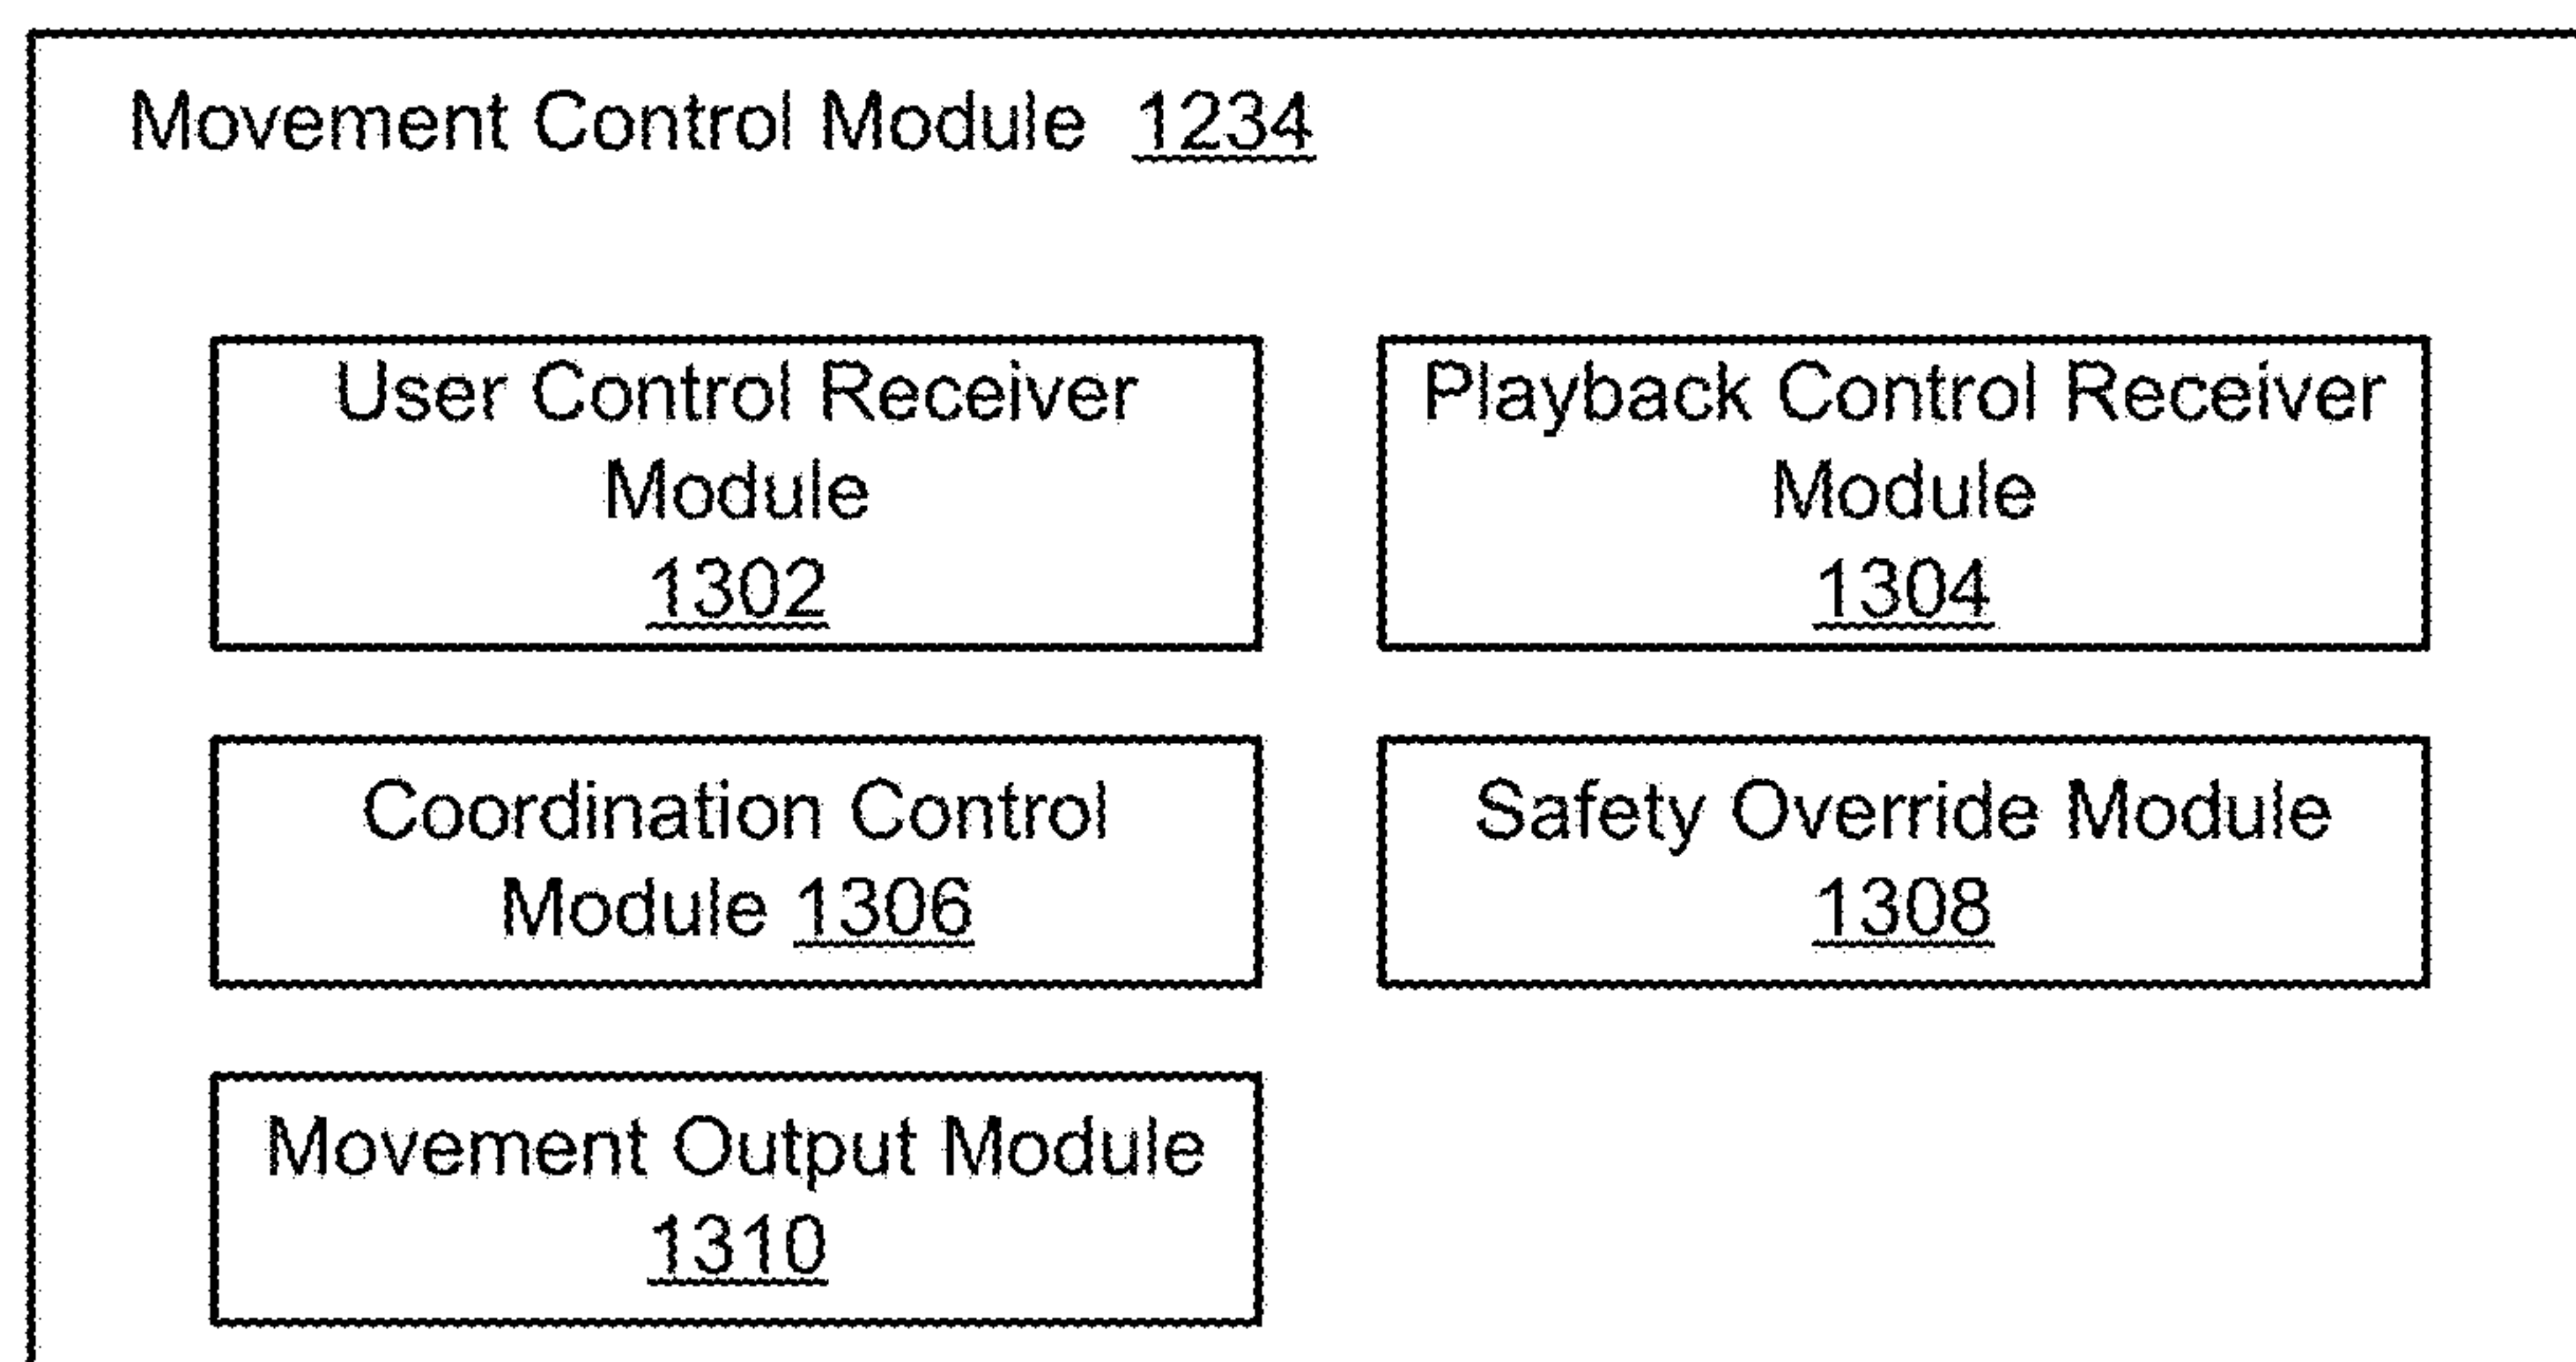 Movement Control Module 1234
User Control Receiver
Module
1302
Playback Control Receiver
Module
1304
Coordination Control
Module 1306
Safety Override Module
1308
Movement Output Module
1310